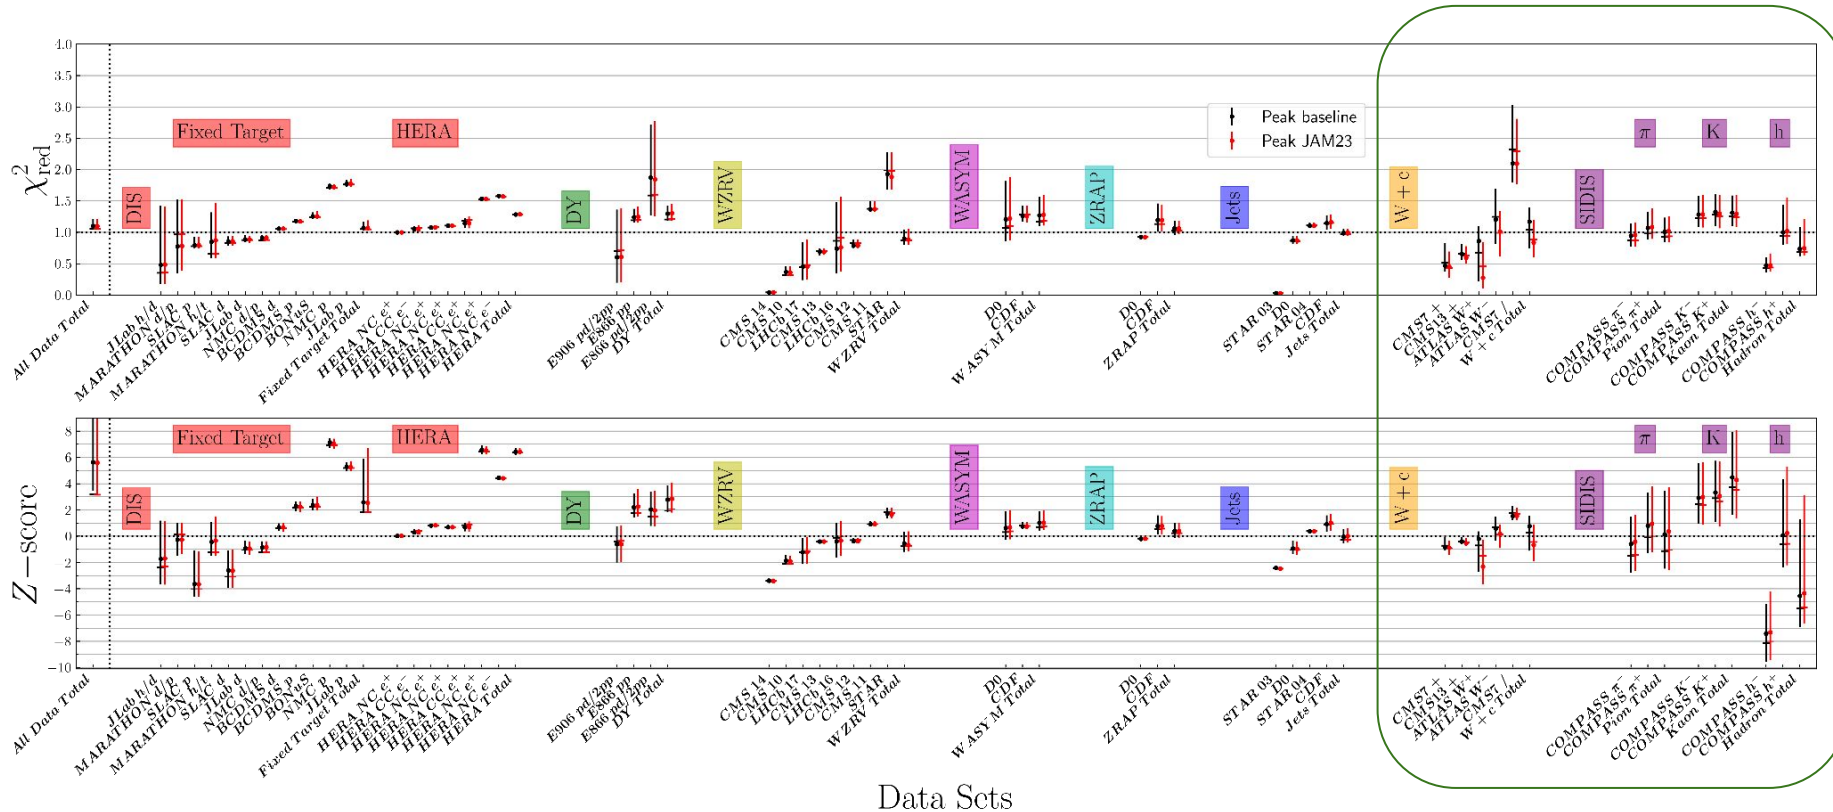 χ²red
4.0
3.5
3.0
2.5
2.0
1.5
1.0
0.5
0.0
DIS
Fixed Target
HERA
DY
WZRV
WASYM
ZRAP
Jets
W + c
SIDIS
π
K
h
Peak baseline
Peak JAM23
All Data Total
JLab h/d
MARATHON d/p
SLAC p
MARATHON h/t
SLAC d
JLab d
NMC d/p
BCDMS d
BCDMS p
BONuS
NMC p
JLab p
Fixed Target Total
HERA NC e⁺
HERA CC e⁻
HERA NC e⁺
HERA CC e⁺
HERA NC e⁺
HERA NC e⁻
HERA Total
E906 pd/2pp
E866 pp
E866 pd/2pp
DY Total
CMS 14
CMS 10
LHCb 17
LHCb 16
CMS 12
CMS 11
STAR
WZRV Total
D0
CDF
WASYM Total
D0
CDF
ZRAP Total
STAR 03
D0
STAR 04
CDF
Jets Total
CMS7 +
CMS13 +
ATLAS W⁺
ATLAS W⁻
CMS7 /
W + c Total
COMPASS π⁻
COMPASS π⁺
Pion Total
COMPASS K⁻
COMPASS K⁺
Kaon Total
COMPASS h⁻
COMPASS h⁺
Hadron Total
Z−score
8
6
4
2
0
2
−4
−6
−8
−10
DIS
Fixed Target
HERA
DY
WZRV
WASYM
ZRAP
Jets
W + c
SIDIS
π
K
h
All Data Total
JLab h/d
MARATHON d/p
SLAC p
MARATHON h/t
SLAC d
JLab d
NMC d/p
BCDMS d
BCDMS p
BONuS
NMC p
JLab p
Fixed Target Total
HERA NC e⁺
HERA CC e⁻
HERA NC e⁺
HERA CC e⁺
HERA NC e⁺
HERA NC e⁻
HERA Total
E906 pd/2pp
E866 pp
E866 pd/2pp
DY Total
CMS 14
CMS 10
LHCb 17
LHCb 16
CMS 12
CMS 11
STAR
WZRV Total
D0
CDF
WASYM Total
D0
CDF
ZRAP Total
STAR 03
D0
STAR 04
CDF
Jets Total
CMS7 +
CMS13 +
ATLAS W⁺
ATLAS W⁻
CMS7 /
W + c Total
COMPASS π⁻
COMPASS π⁺
Pion Total
COMPASS K⁻
COMPASS K⁺
Kaon Total
COMPASS h⁻
COMPASS h⁺
Hadron Total
Data Sets